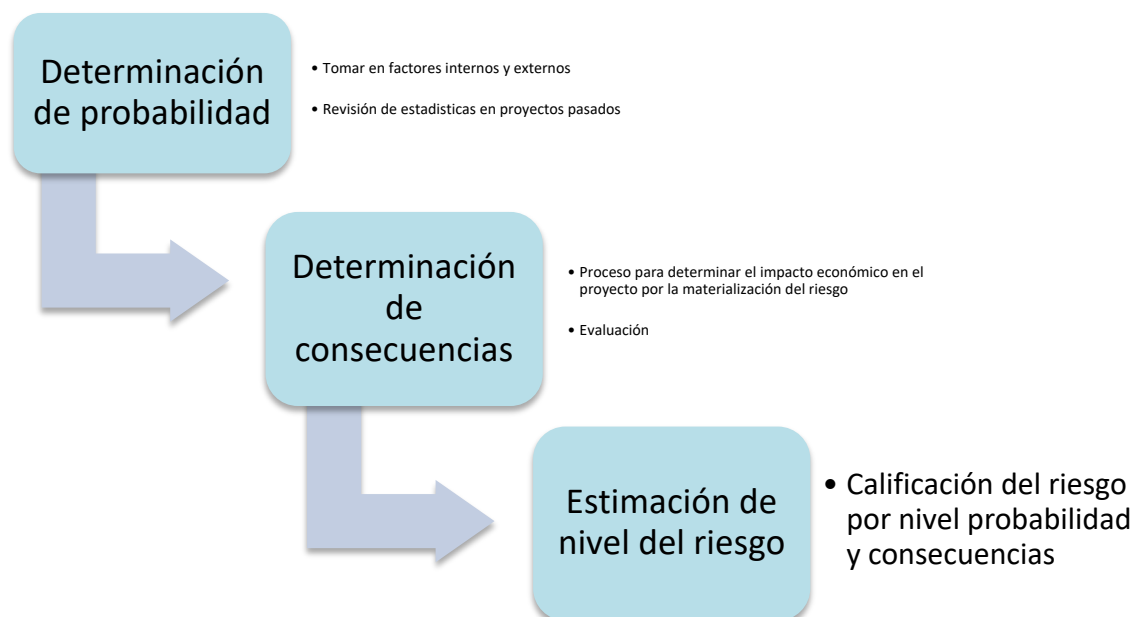 Determinación
de probabilidad
• Tomar en factores internos y externos
• Revisión de estadisticas en proyectos pasados
Determinación
de
consecuencias
• Proceso para determinar el impacto económico en el
proyecto por la materialización del riesgo
• Evaluación
Estimación de
nivel del riesgo
• Calificación del riesgo
por nivel probabilidad
y consecuencias